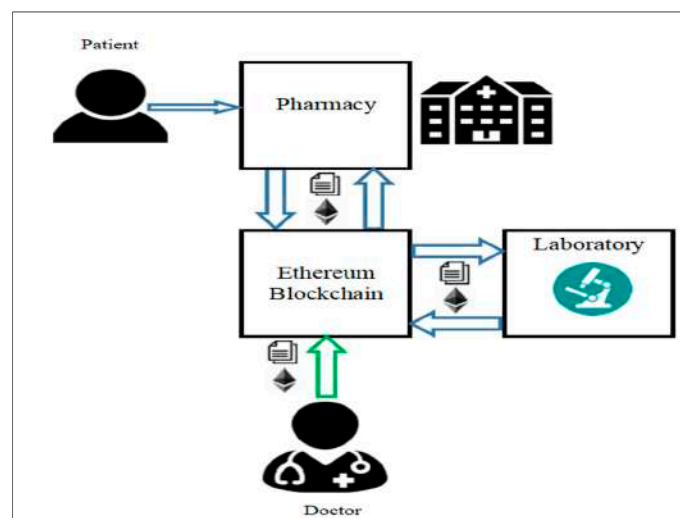 Patient
Pharmacy
Ethereum
Blockchain
Laboratory
Doctor